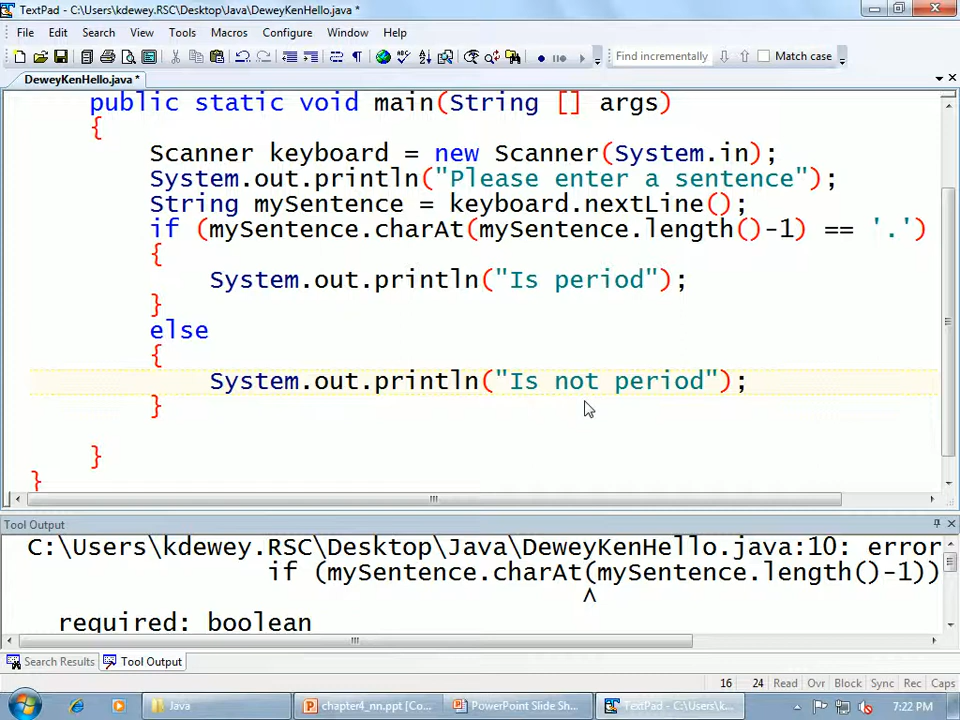 TextPad - C:\Users\kdewey.RSC\Desktop\Java\DeweyKenHello.java *
File Edit Search View Tools Macros Configure Window Help
Find incrementally Match case
DeweyKenHello.java *
public static void main(String [] args)
{
Scanner keyboard = new Scanner(System.in);
System.out.println("Please enter a sentence");
String mySentence = keyboard.nextLine();
if (mySentence.charAt(mySentence.length()-1) == '.')
{
System.out.println("Is period");
}
else
{
System.out.println("Is not period");
}
}
}
Tool Output
C:\Users\kdewey.RSC\Desktop\Java\DeweyKenHello.java:10: error
if (mySentence.charAt(mySentence.length()-1))
^
required: boolean
Search Results Tool Output
16 24 Read Ovr Block Sync Rec Caps
Java chapter4_nn.ppt [Co... PowerPoint Slide Sh... TextPad - C:\Users\k... 7:22 PM